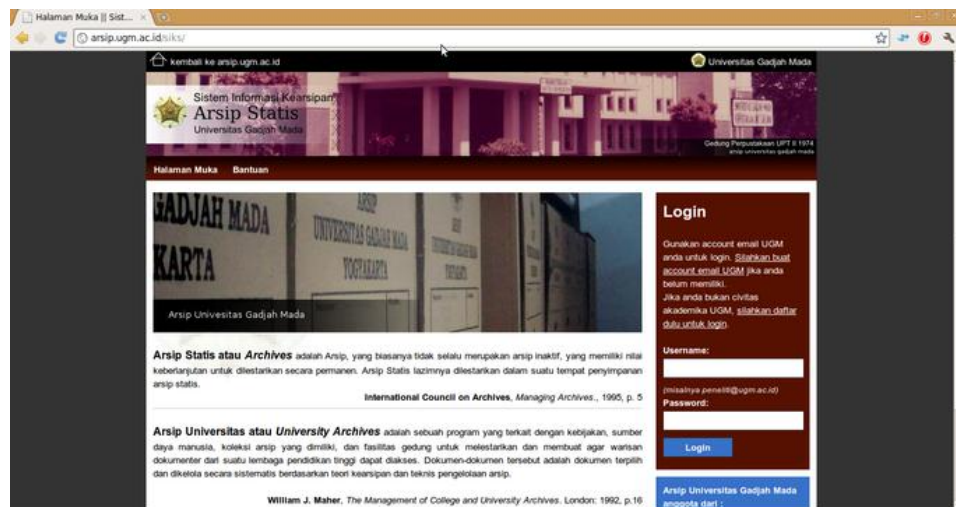 Halaman Muka || Sist...
arsip.ugm.ac.id/siks/
kembali ke arsip.ugm.ac.id
Universitas Gadjah Mada
Sistem Informasi Kearsipan
Arsip Statis
Universitas Gadjah Mada
Gedung Perpustakaan UPT II 1974
arsip universitas gadjah mada
Halaman Muka Bantuan
GADJAH MADA
KARTA
ARSIP
UNIVERSITAS GADJAH MADA
YOGYAKARTA
Arsip Univesitas Gadjah Mada
Arsip Statis atau Archives adalah Arsip, yang biasanya tidak selalu merupakan arsip inaktif, yang memiliki nilai
keberlanjutan untuk dilestarikan secara permanen. Arsip Statis lazimnya dilestarikan dalam suatu tempat penyimpanan
arsip statis.
International Council on Archives, Managing Archives., 1995, p. 5
Arsip Universitas atau University Archives adalah sebuah program yang terkait dengan kebijakan, sumber
daya manusia, koleksi arsip yang dimiliki, dan fasilitas gedung untuk melestarikan dan membuat agar warisan
dokumenter dari suatu lembaga pendidikan tinggi dapat diakses. Dokumen-dokumen tersebut adalah dokumen terpilih
dan dikelola secara sistematis berdasarkan teori kearsipan dan teknis pengelolaan arsip.
William J. Maher, The Management of College and University Archives. London: 1992, p.16
Login
Gunakan account email UGM
anda untuk login. Silahkan buat
account email UGM jika anda
belum memiliki.
Jika anda bukan civitas
akademika UGM, silahkan daftar
dulu untuk login.
Username:
(misalnya peneliti@ugm.ac.id)
Password:
Login
Arsip Universitas Gadjah Mada
anggota dari :